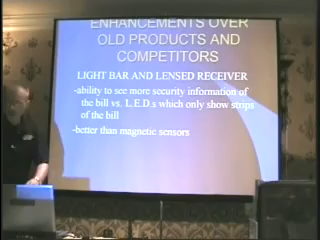 ENHANCEMENTS OVER
OLD PRODUCTS AND
COMPETITORS
LIGHT BAR AND LENSED RECEIVER
-ability to see more security information of
the bill vs. L.E.D.s which only show strips
of the bill
-better than magnetic sensors